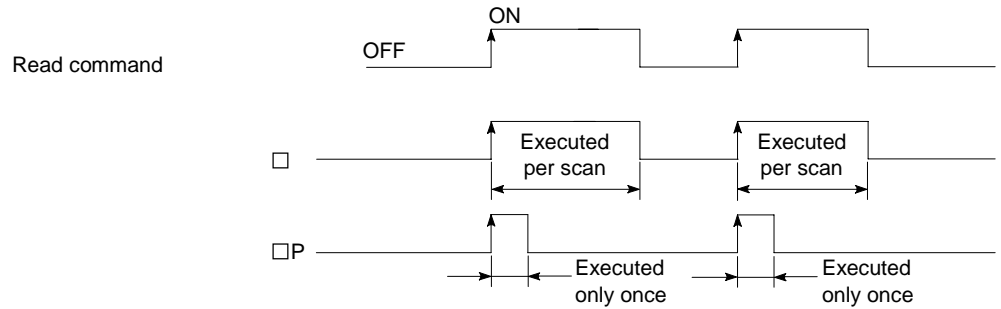 ON
OFF
Read command
Executed
per scan
Executed
per scan
□
□P
Executed
only once
Executed
only once